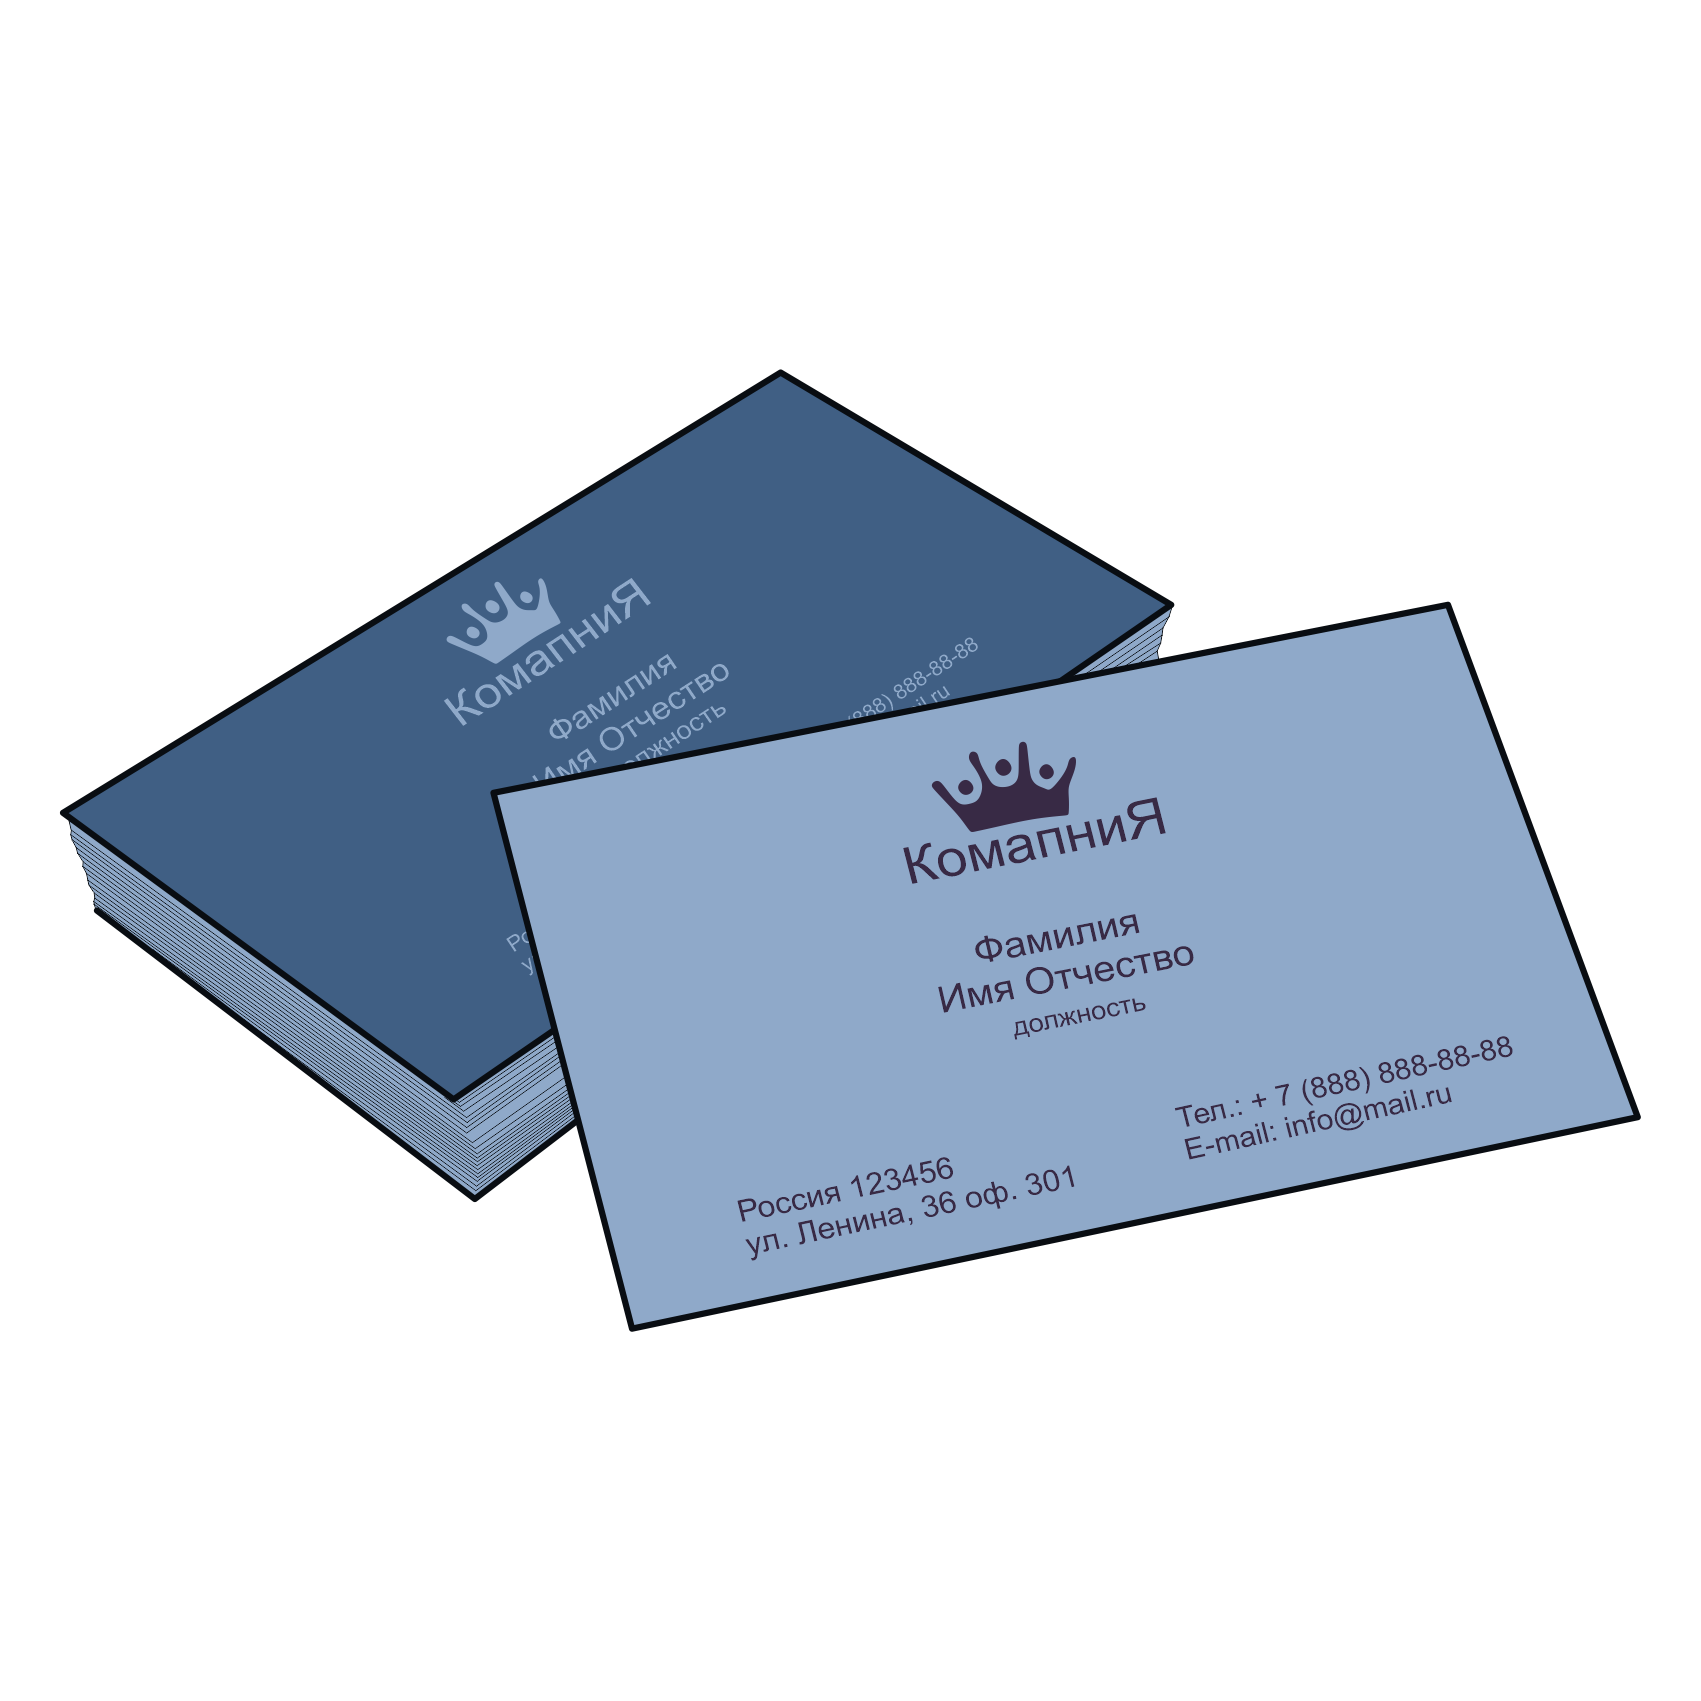 КомапниЯ
Фамилия
Имя Отчество
должность
(888) 888-88-88
КомапниЯ
Фамилия
Имя Отчество
должность
Тел.: + 7 (888) 888-88-88
E-mail: info@mail.ru
Россия 123456
ул. Ленина, 36 оф. 301